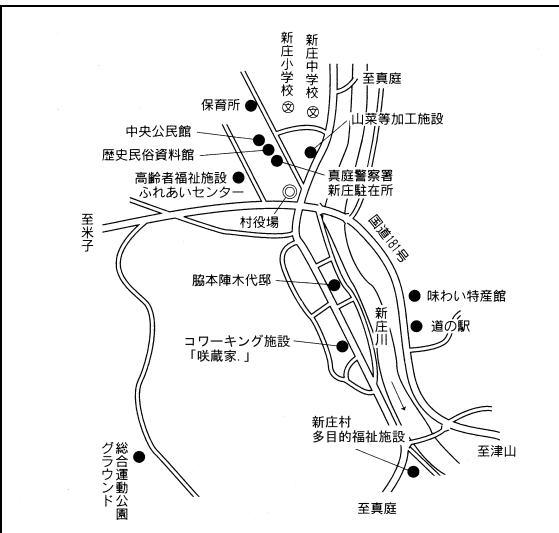 新庄小学校
新庄中学校
至真庭
保育所
山菜等加工施設
中央公民館
歴史民俗資料館
真庭警察署
新庄駐在所
高齢者福祉施設
ふれあいセンター
村役場
至米子
国道181号
脇本陣木代邸
味わい特産館
新庄川
道の駅
コワーキング施設
「咲蔵家.」
新庄村
多目的福祉施設
至津山
総合運動公園
グラウンド
至真庭
文
文